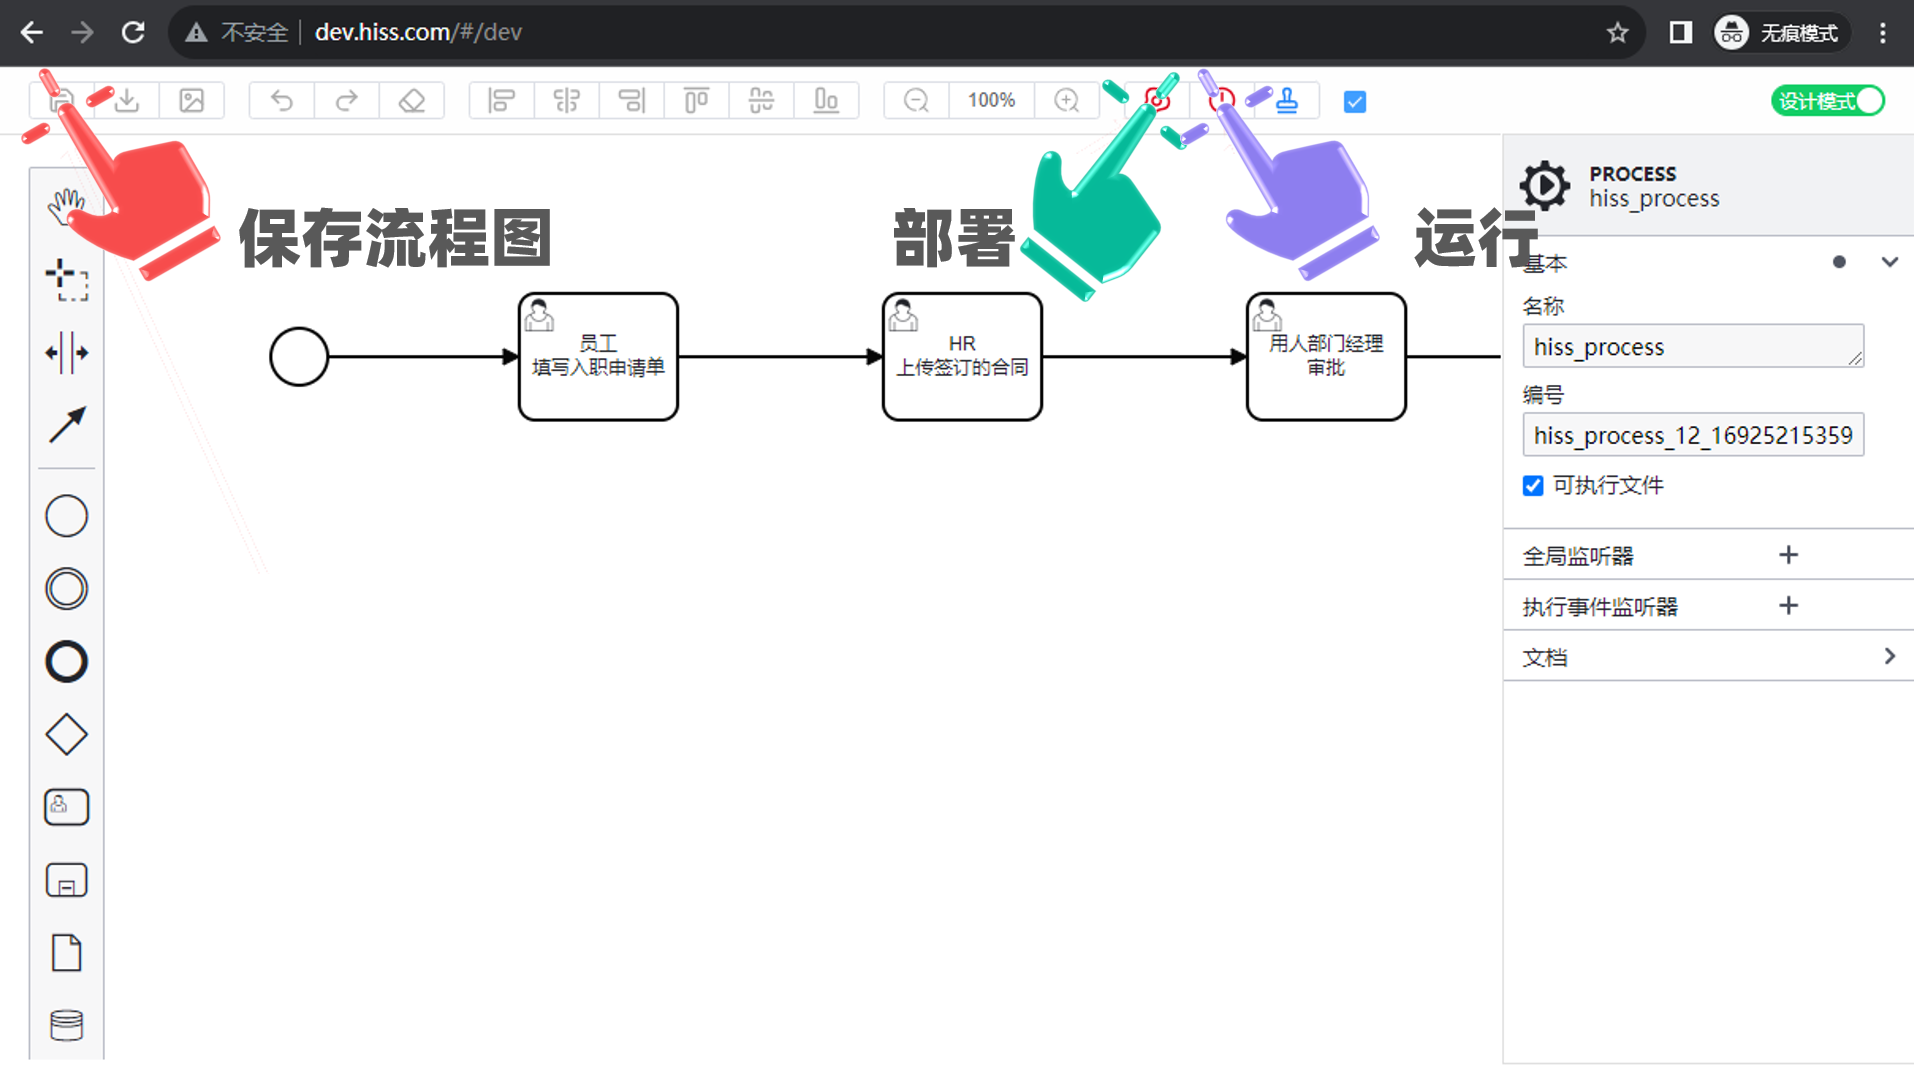 不安全
dev.hiss.com/#/dev
无痕模式
100%
设计模式
保存流程图
部署
运行
PROCESS
hiss_process
基本
名称
hiss_process
编号
hiss_process_12_16925215359
可执行文件
全局监听器
执行事件监听器
文档
员工
填写入职申请单
HR
上传签订的合同
用人部门经理
审批